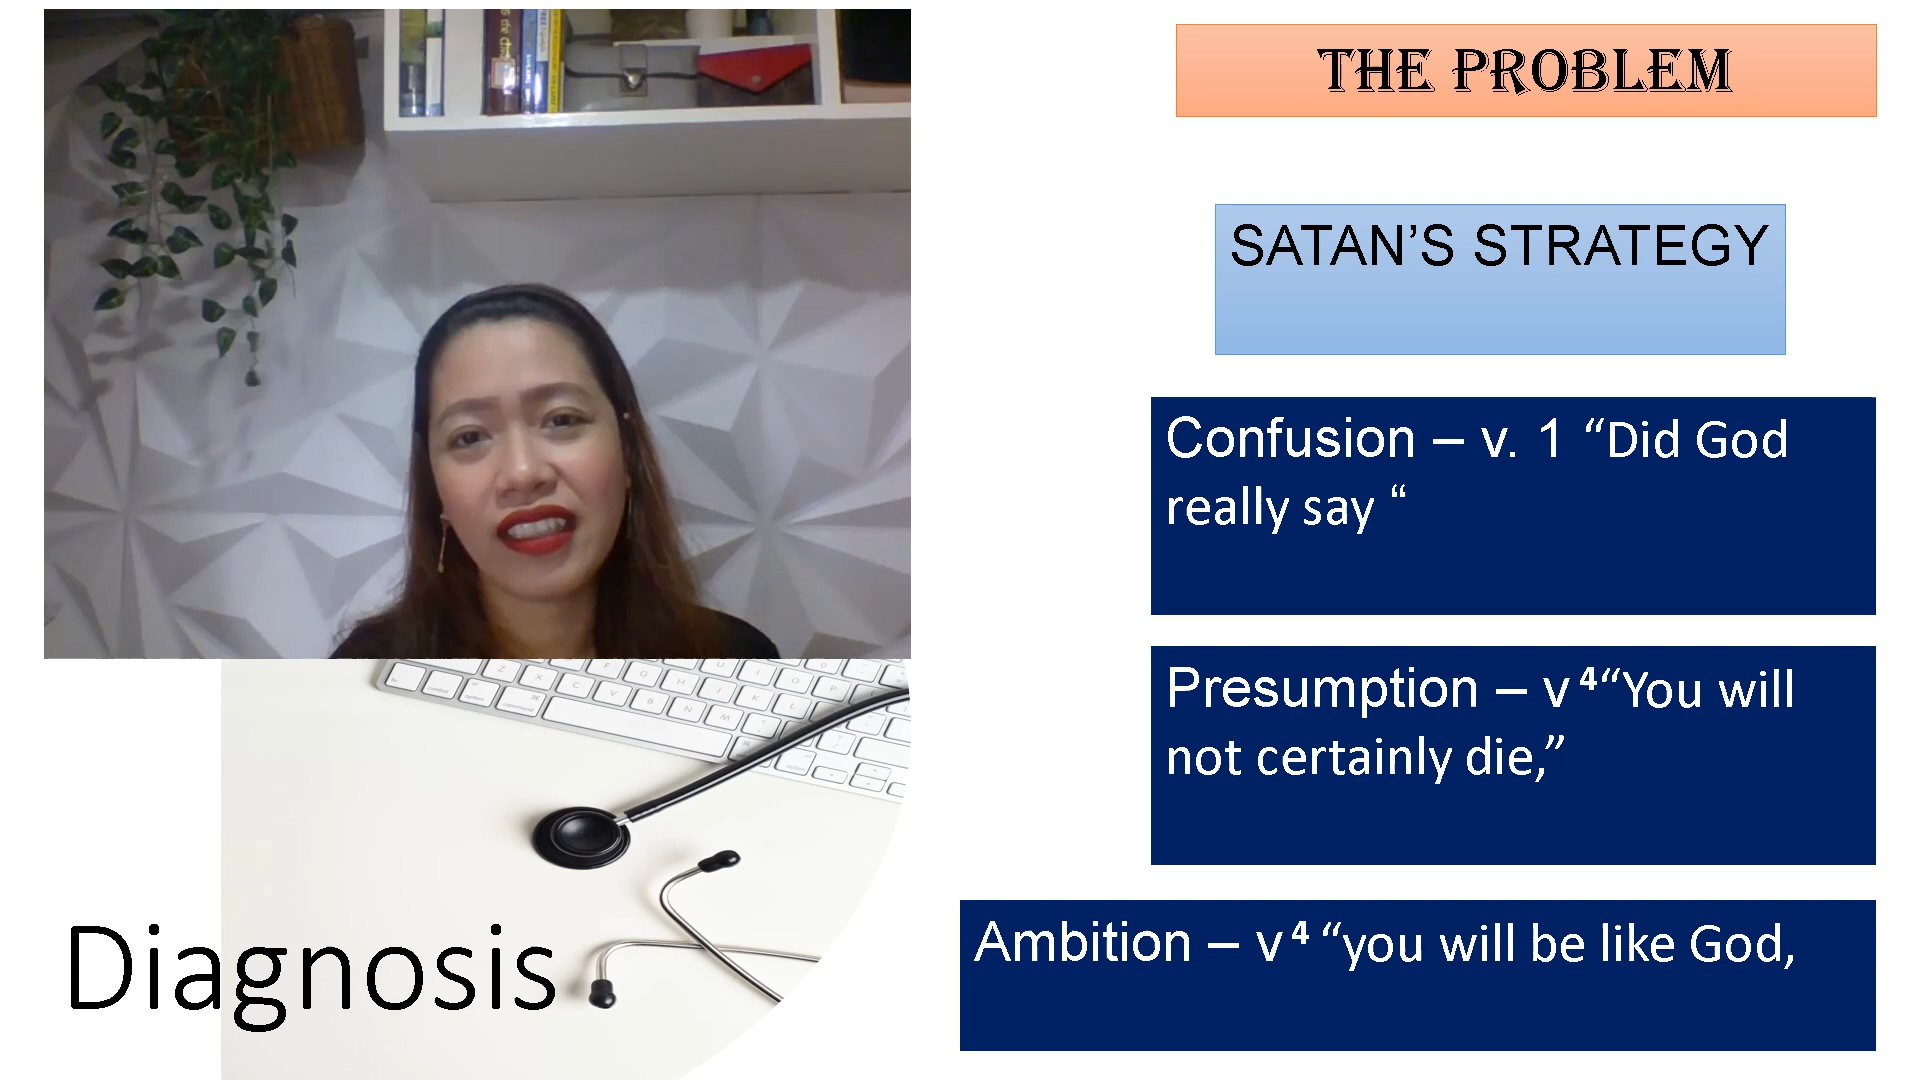 THE PROBLEM
SATAN’S STRATEGY
Confusion – v. 1 “Did God
really say “
Presumption – v 4“You will
not certainly die,”
Ambition – v 4 “you will be like God,
Diagnosis